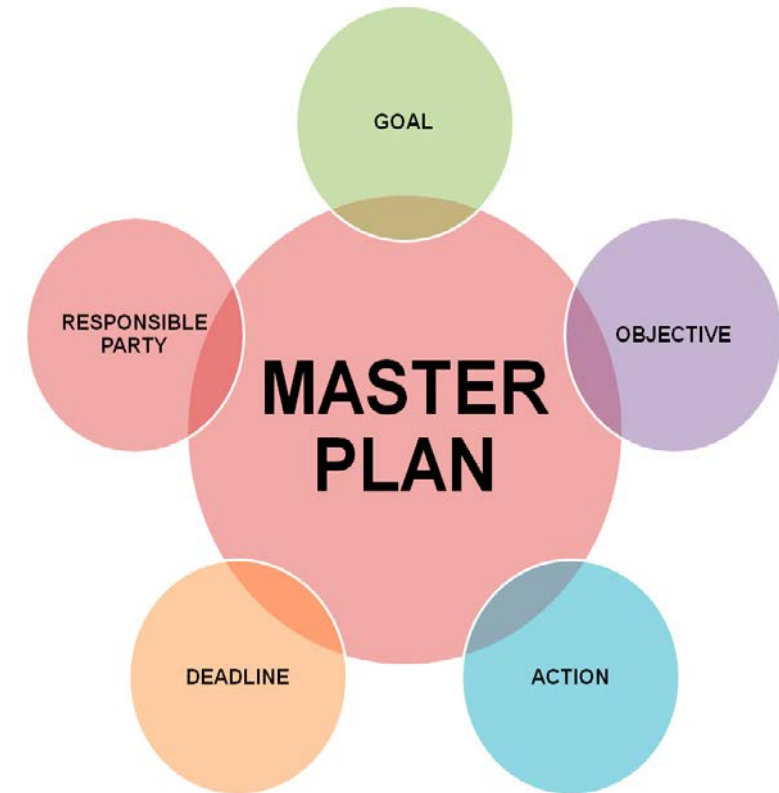 GOAL
RESPONSIBLE
PARTY
OBJECTIVE
MASTER
PLAN
DEADLINE
ACTION